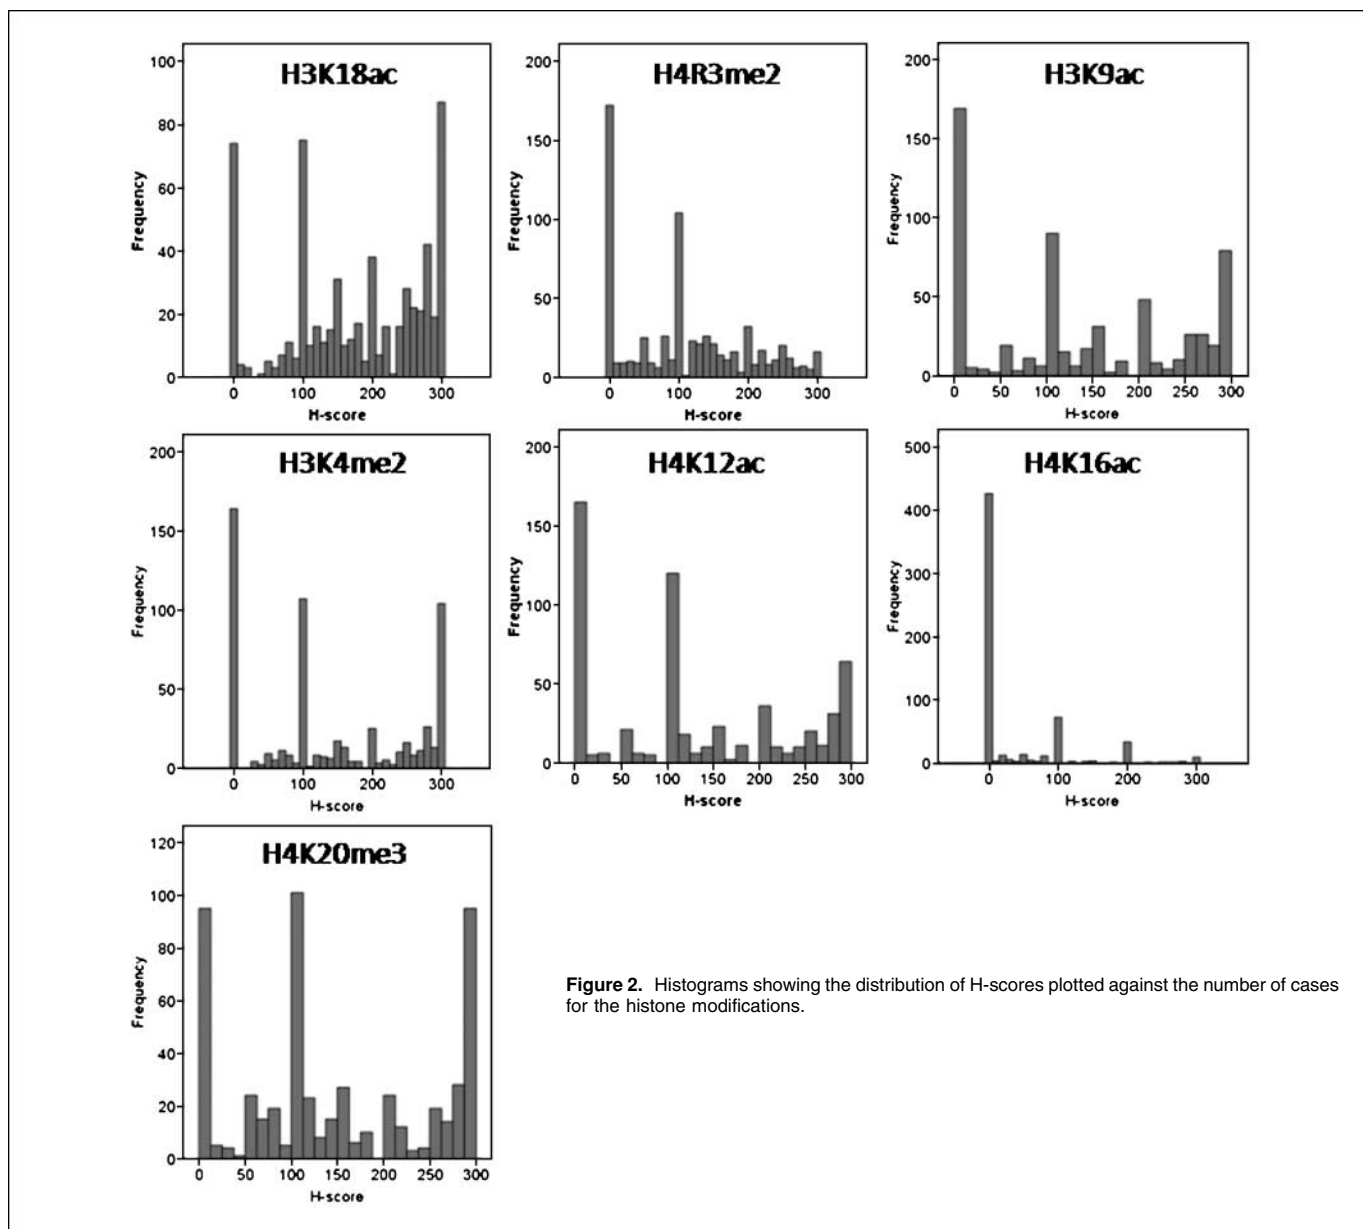 H3K18ac
100
80
60
40
20
0
Frequency
0 100 200 300
H-score
H4R3me2
200
150
100
50
0
Frequency
0 100 200 300
H-score
H3K9ac
200
150
100
50
0
Frequency
0 50 100 150 200 250 300
H-score
H3K4me2
200
150
100
50
0
Frequency
0 100 200 300
H-score
H4K12ac
200
150
100
50
0
Frequency
0 50 100 150 200 250 300
H-score
H4K16ac
500
400
300
200
100
0
Frequency
0 100 200 300
H-score
H4K20me3
120
100
80
60
40
20
0
Frequency
0 50 100 150 200 250 300
H-score
Figure 2. Histograms showing the distribution of H-scores plotted against the number of cases
for the histone modifications.